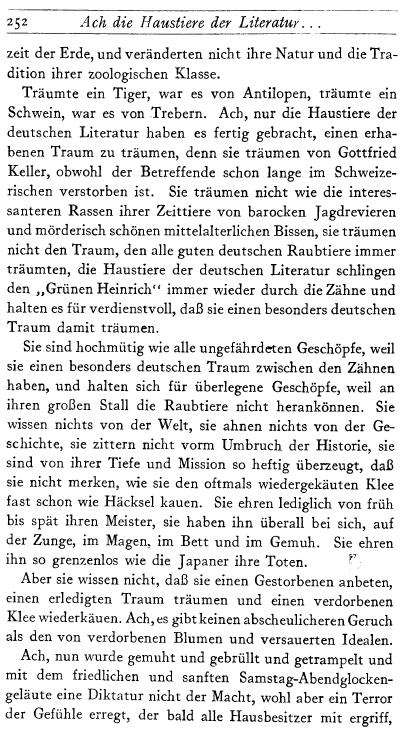 252 Ach die Haustiere der Literatur...
zeit der Erde, und veränderten nicht ihre Natur und die Tra-
dition ihrer zoologischen Klasse.
Träumte ein Tiger, war es von Antilopen, träumte ein
Schwein, war es von Trebern. Ach, nur die Haustiere der
deutschen Literatur haben es fertig gebracht, einen erha-
benen Traum zu träumen, denn sie träumen von Gottfried
Keller, obwohl der Betreffende schon lange im Schweize-
rischen verstorben ist. Sie träumen nicht wie die interes-
santeren Rassen ihrer Zeittiere von barocken Jagdrevieren
und mörderisch schönen mittelalterlichen Bissen, sie träumen
nicht den Traum, den alle guten deutschen Raubtiere immer
träumten, die Haustiere der deutschen Literatur schlingen
den „Grünen Heinrich“ immer wieder durch die Zähne und
halten es für verdienstvoll, daß sie einen besonders deutschen
Traum damit träumen.
Sie sind hochmütig wie alle ungefährdeten Geschöpfe, weil
sie einen besonders deutschen Traum zwischen den Zähnen
haben, und halten sich für überlegene Geschöpfe, weil an
ihren großen Stall die Raubtiere nicht herankönnen. Sie
wissen nichts von der Welt, sie ahnen nichts von der Ge-
schichte, sie zittern nicht vorm Umbruch der Historie, sie
sind von ihrer Tiefe und Mission so heftig überzeugt, daß
sie nicht merken, wie sie den oftmals wiedergekäuten Klee
fast schon wie Häcksel kauen. Sie ehren lediglich von früh
bis spät ihren Meister, sie haben ihn überall bei sich, auf
der Zunge, im Magen, im Bett und im Gemuh. Sie ehren
ihn so grenzenlos wie die Japaner ihre Toten.
Aber sie wissen nicht, daß sie einen Gestorbenen anbeten,
einen erledigten Traum träumen und einen verdorbenen
Klee wiederkäuen. Ach, es gibt keinen abscheulicheren Geruch
als den von verdorbenen Blumen und versauerten Idealen.
Ach, nun wurde gemuht und gebrüllt und getrampelt und
mit dem friedlichen und sanften Samstag-Abendglocken-
geläute eine Diktatur nicht der Macht, wohl aber ein Terror
der Gefühle erregt, der bald alle Hausbesitzer mit ergriff,